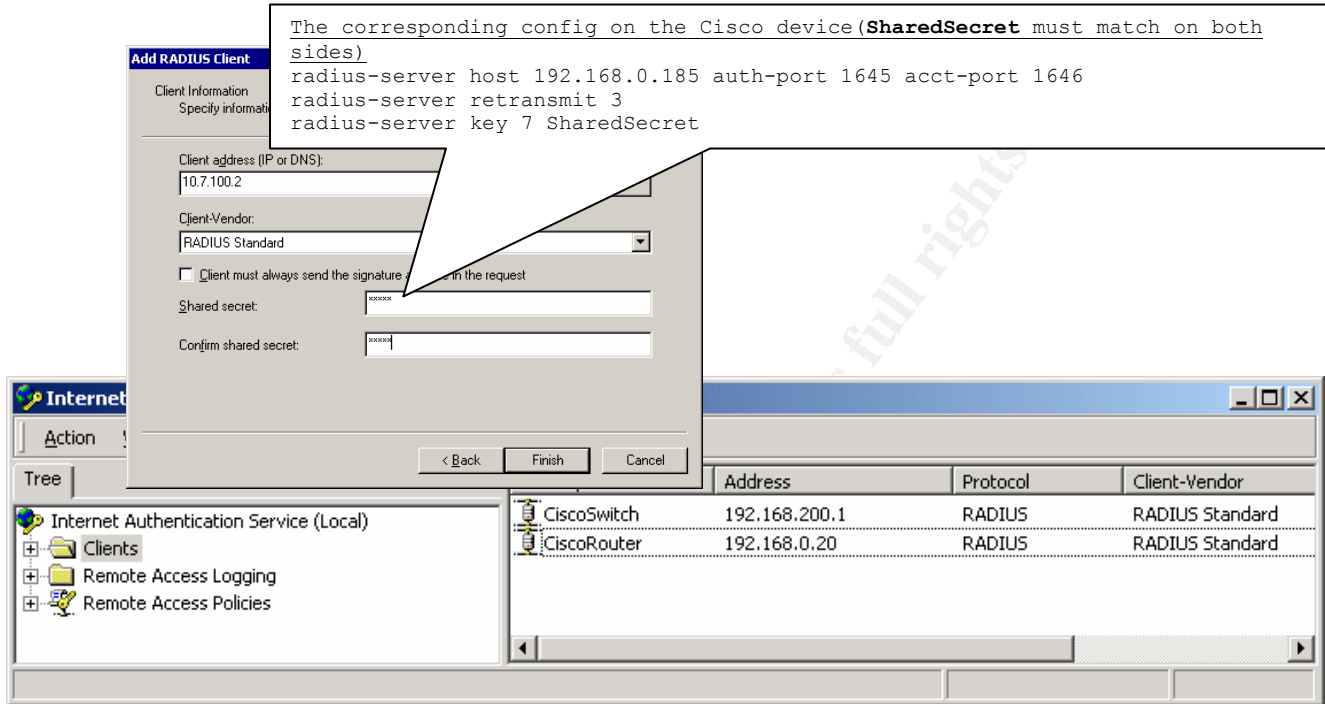 The corresponding config on the Cisco device(SharedSecret must match on both
sides)
radius-server host 192.168.0.185 auth-port 1645 acct-port 1646
radius-server retransmit 3
radius-server key 7 SharedSecret
Add RADIUS Client
Client Information
Specify
Client address (IP or DNS):
10.7.100.2
Client-Vendor:
RADIUS Standard
Client must always send the signature in the request
Shared secret:
xxxxx
Confirm shared secret:
xxxxx
< Back Finish Cancel
full rights
Internet
Action
Tree
Address Protocol Client-Vendor
Internet Authentication Service (Local)
Clients
Remote Access Logging
Remote Access Policies
CiscoSwitch 192.168.200.1 RADIUS RADIUS Standard
CiscoRouter 192.168.0.20 RADIUS RADIUS Standard